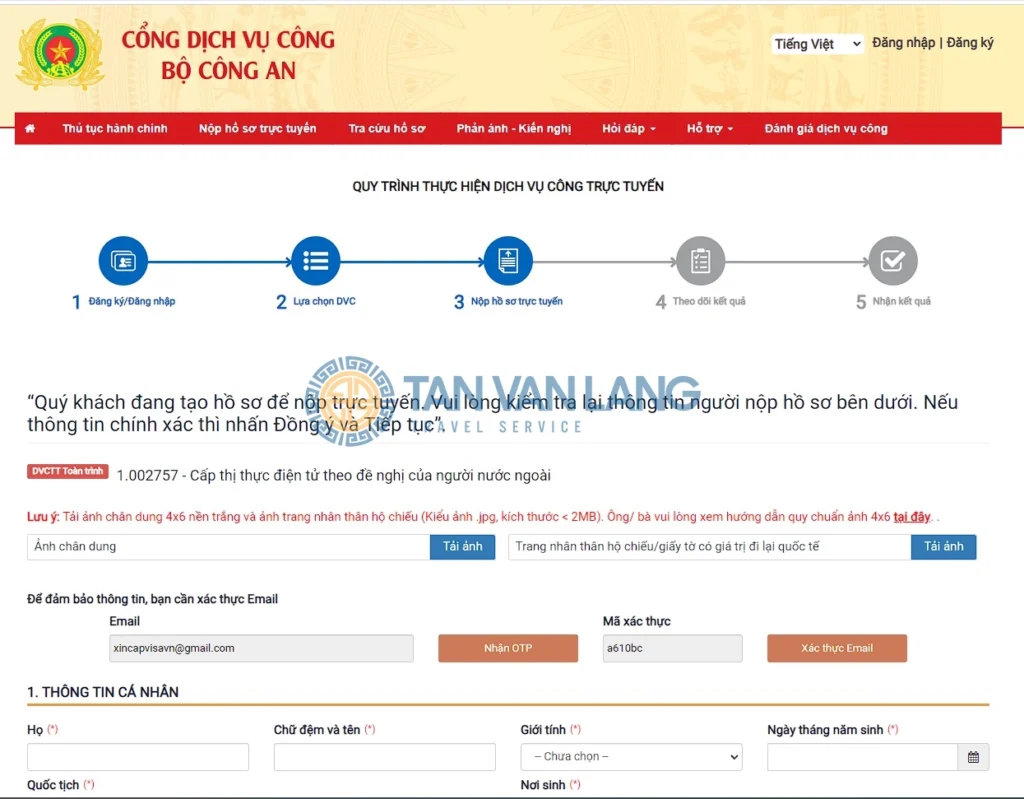 CỔNG DỊCH VỤ CÔNG
BỘ CÔNG AN
Tiếng Việt
Đăng nhập | Đăng ký
Thủ tục hành chính
Nộp hồ sơ trực tuyến
Tra cứu hồ sơ
Phản ánh - Kiến nghị
Hỏi đáp
Hỗ trợ
Đánh giá dịch vụ công
QUY TRÌNH THỰC HIỆN DỊCH VỤ CÔNG TRỰC TUYẾN
1 Đăng ký/Đăng nhập
2 Lựa chọn DVC
3 Nộp hồ sơ trực tuyến
4 Theo dõi kết quả
5 Nhận kết quả
TAN VAN LANG
TRAVEL SERVICE
“Quý khách đang tạo hồ sơ để nộp trực tuyến. Vui lòng kiểm tra lại thông tin người nộp hồ sơ bên dưới. Nếu
thông tin chính xác thì nhấn Đồng ý và Tiếp tục”.
DVCTT Toàn trình
1.002757 - Cấp thị thực điện tử theo đề nghị của người nước ngoài
Lưu ý: Tải ảnh chân dung 4x6 nền trắng và ảnh trang nhân thân hộ chiếu (Kiểu ảnh .jpg, kích thước < 2MB). Ông/ bà vui lòng xem hướng dẫn quy chuẩn ảnh 4x6 tại đây. .
Ảnh chân dung
Tải ảnh
Trang nhân thân hộ chiếu/giấy tờ có giá trị đi lại quốc tế
Tải ảnh
Để đảm bảo thông tin, bạn cần xác thực Email
Email
Mã xác thực
xincapvisavn@gmail.com
Nhận OTP
a610bc
Xác thực Email
1. THÔNG TIN CÁ NHÂN
Họ (*)
Chữ đệm và tên (*)
Giới tính (*)
Ngày tháng năm sinh (*)
-- Chưa chọn --
Quốc tịch (*)
Nơi sinh (*)